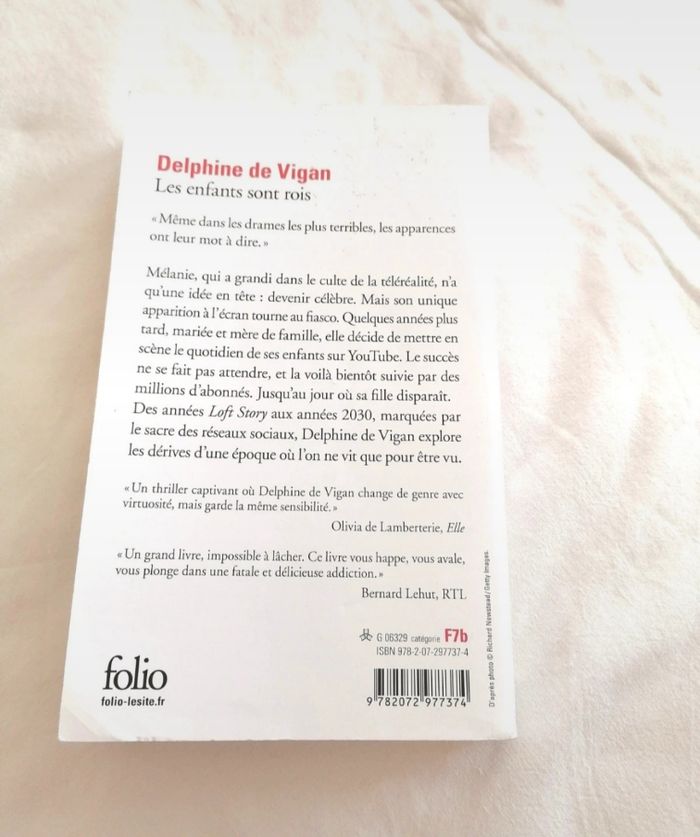 Delphine de Vigan
Les enfants sont rois
« Même dans les drames les plus terribles, les apparences
ont leur mot à dire. »
Mélanie, qui a grandi dans le culte de la téléréalité, n'a
qu'une idée en tête : devenir célèbre. Mais son unique
apparition à l'écran tourne au fiasco. Quelques années plus
tard, mariée et mère de famille, elle décide de mettre en
scène le quotidien de ses enfants sur YouTube. Le succès
ne se fait pas attendre, et la voilà bientôt suivie par des
millions d'abonnés. Jusqu'au jour où sa fille disparaît.
Des années Loft Story aux années 2030, marquées par
le sacre des réseaux sociaux, Delphine de Vigan explore
les dérives d'une époque où l'on ne vit que pour être vu.
« Un thriller captivant où Delphine de Vigan change de genre avec
virtuosité, mais garde la même sensibilité. »
Olivia de Lamberterie, Elle
« Un grand livre, impossible à lâcher. Ce livre vous happe, vous avale,
vous plonge dans une fatale et délicieuse addiction. »
Bernard Lehut, RTL
G 06329 catégorie F7b
ISBN 978-2-07-297737-4
folio
folio-lesite.fr
9 782072 977374
D'après photo © Richard Newstead / Getty Images.